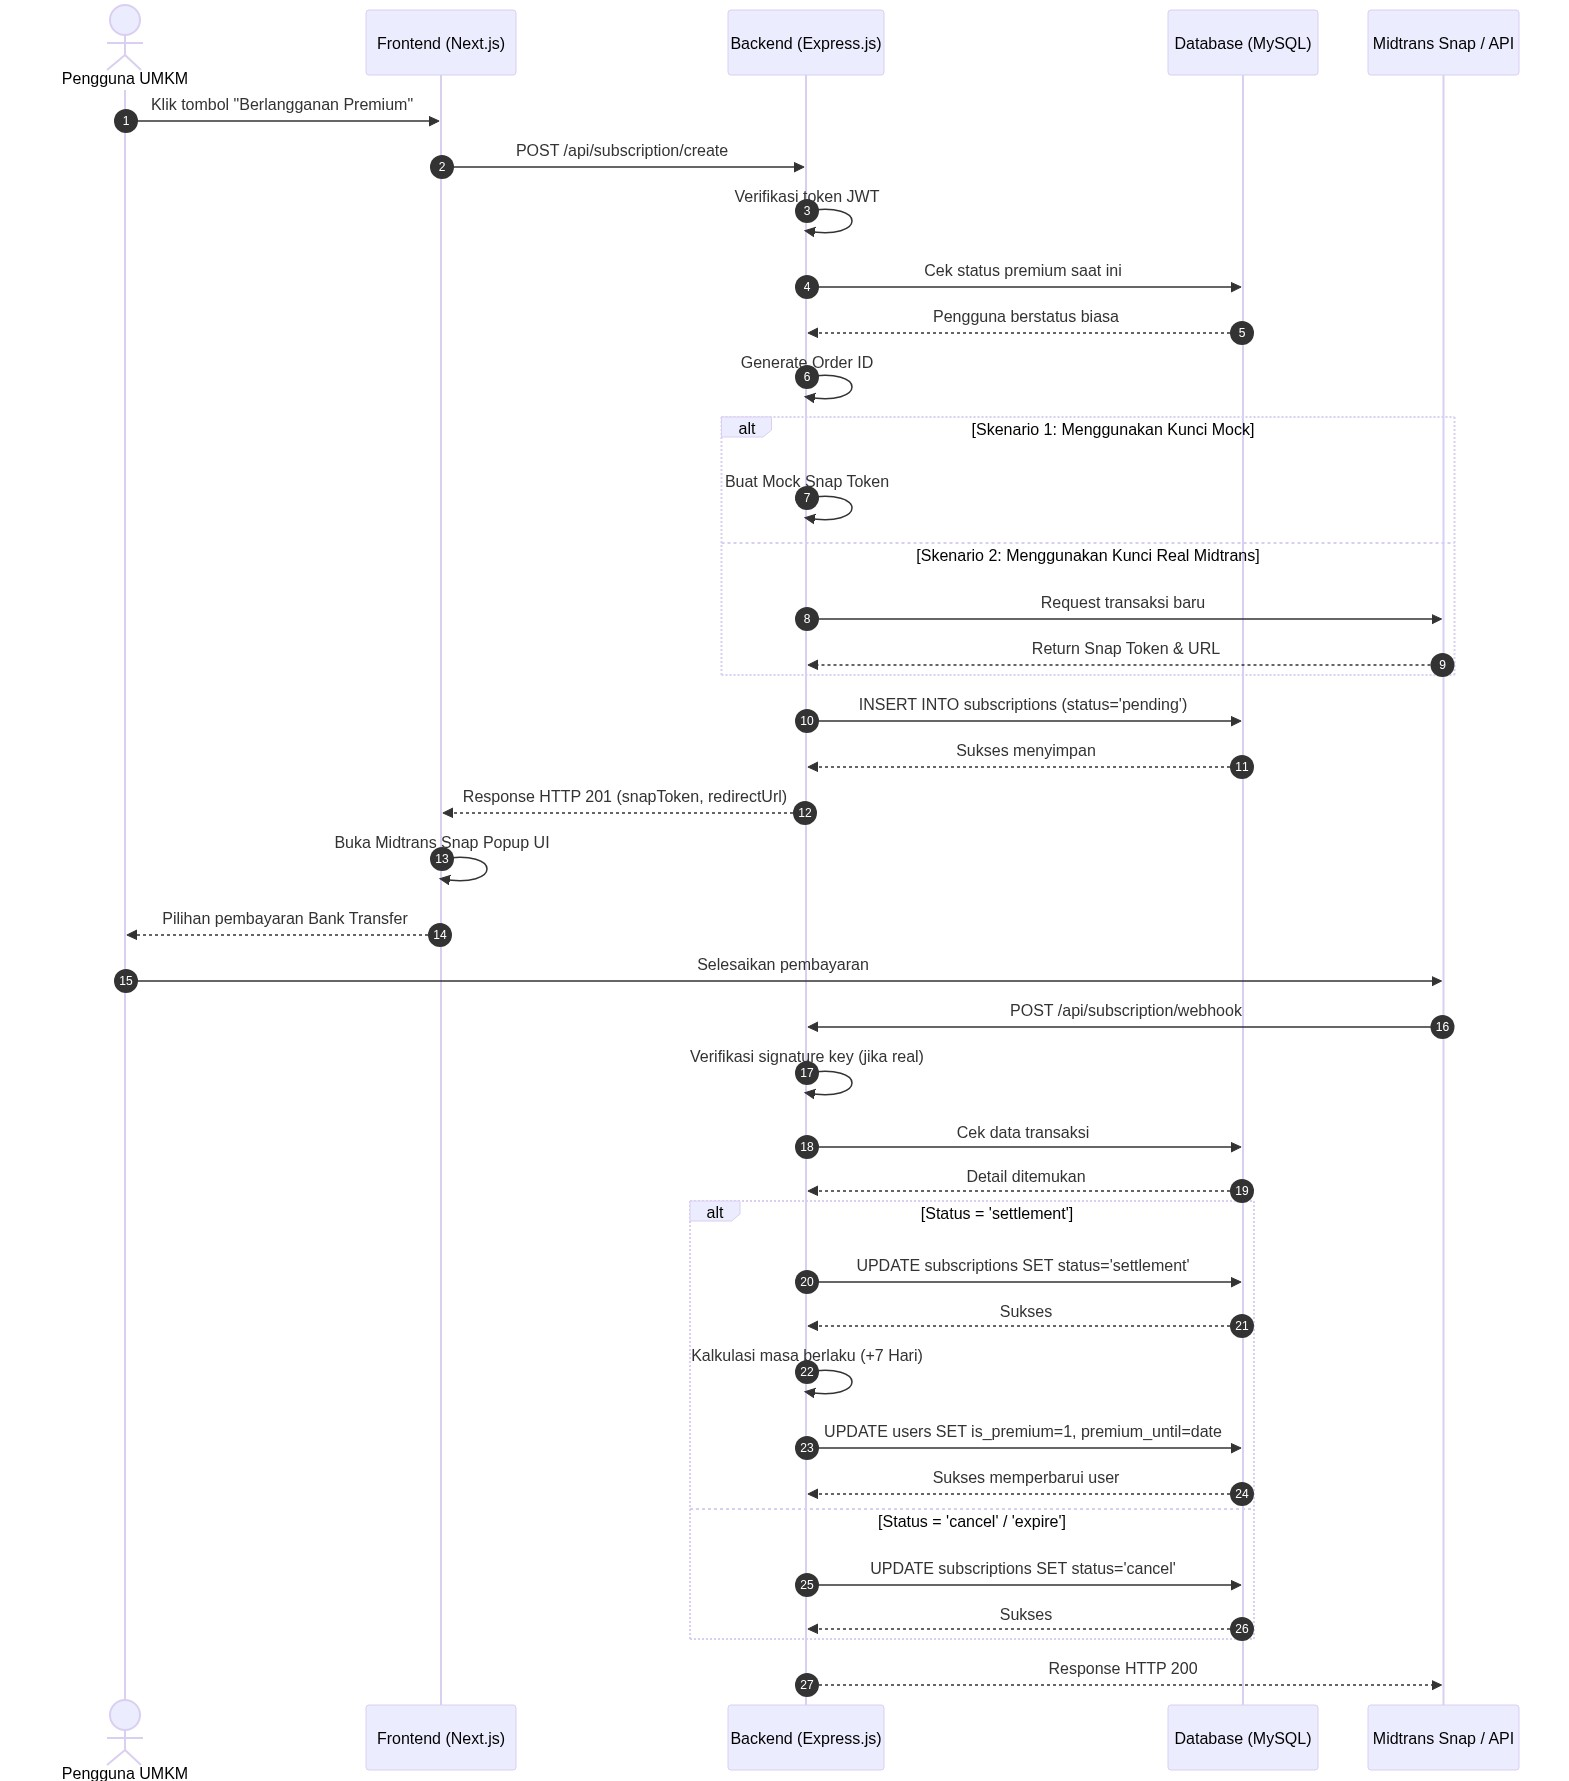 Pengguna UMKM
Frontend (Next.js)
Backend (Express.js)
Database (MySQL)
Midtrans Snap / API
Klik tombol "Berlangganan Premium"
1
POST /api/subscription/create
2
Verifikasi token JWT
3
Cek status premium saat ini
4
Pengguna berstatus biasa
5
Generate Order ID
6
alt
[Skenario 1: Menggunakan Kunci Mock]
Buat Mock Snap Token
7
[Skenario 2: Menggunakan Kunci Real Midtrans]
Request transaksi baru
8
Return Snap Token & URL
9
INSERT INTO subscriptions (status='pending')
10
Sukses menyimpan
11
Response HTTP 201 (snapToken, redirectUrl)
12
Buka Midtrans Snap Popup UI
13
Pilihan pembayaran Bank Transfer
14
Selesaikan pembayaran
15
POST /api/subscription/webhook
16
Verifikasi signature key (jika real)
17
Cek data transaksi
18
Detail ditemukan
19
alt
[Status = 'settlement']
UPDATE subscriptions SET status='settlement'
20
Sukses
21
Kalkulasi masa berlaku (+7 Hari)
22
UPDATE users SET is_premium=1, premium_until=date
23
Sukses memperbarui user
24
[Status = 'cancel' / 'expire']
UPDATE subscriptions SET status='cancel'
25
Sukses
26
Response HTTP 200
27
Pengguna UMKM
Frontend (Next.js)
Backend (Express.js)
Database (MySQL)
Midtrans Snap / API